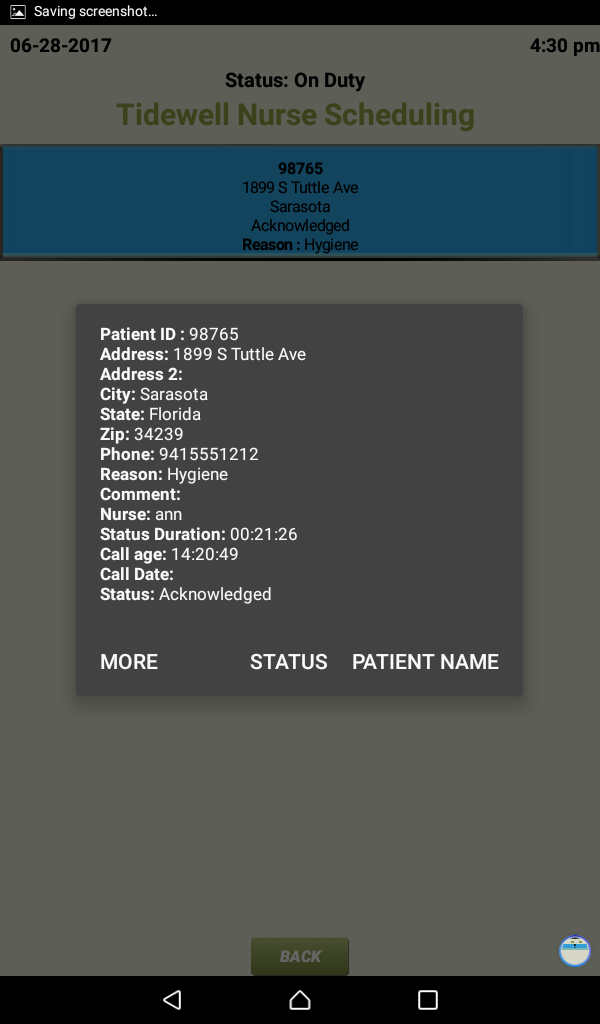 Saving screenshot...
06-28-2017 4:30 pm
Status: On Duty
Tidewell Nurse Scheduling
98765
1899 S Tuttle Ave
Sarasota
Acknowledged
Reason : Hygiene
Patient ID : 98765
Address: 1899 S Tuttle Ave
Address 2:
City: Sarasota
State: Florida
Zip: 34239
Phone: 9415551212
Reason: Hygiene
Comment:
Nurse: ann
Status Duration: 00:21:26
Call age: 14:20:49
Call Date:
Status: Acknowledged
MORE STATUS PATIENT NAME
BACK